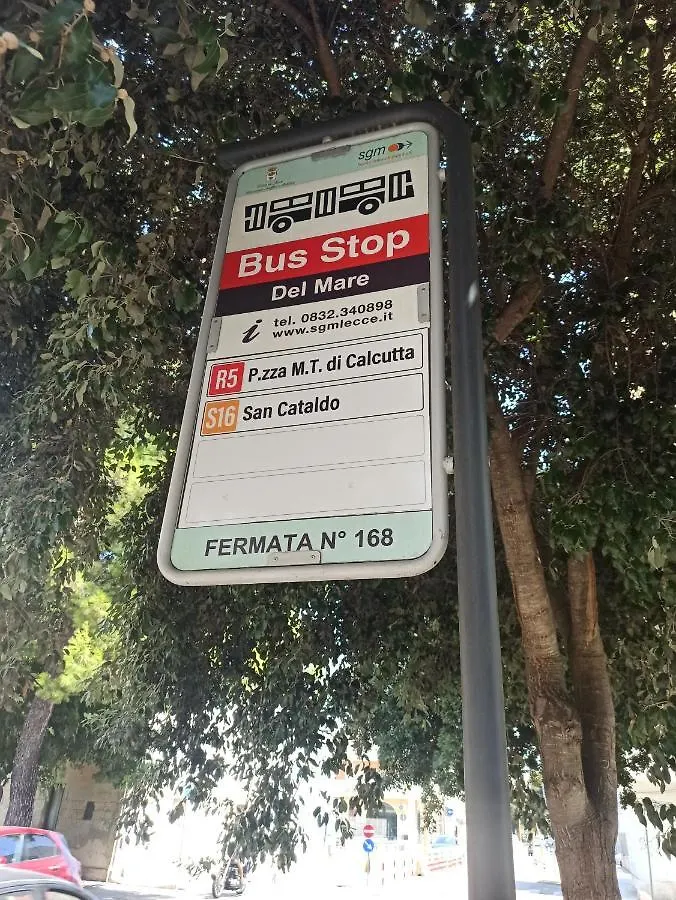 sgm
Bus Stop
Del Mare
i tel. 0832.340898
www.sgmlecce.it
R5 P.zza M.T. di Calcutta
S16 San Cataldo
FERMATA N° 168